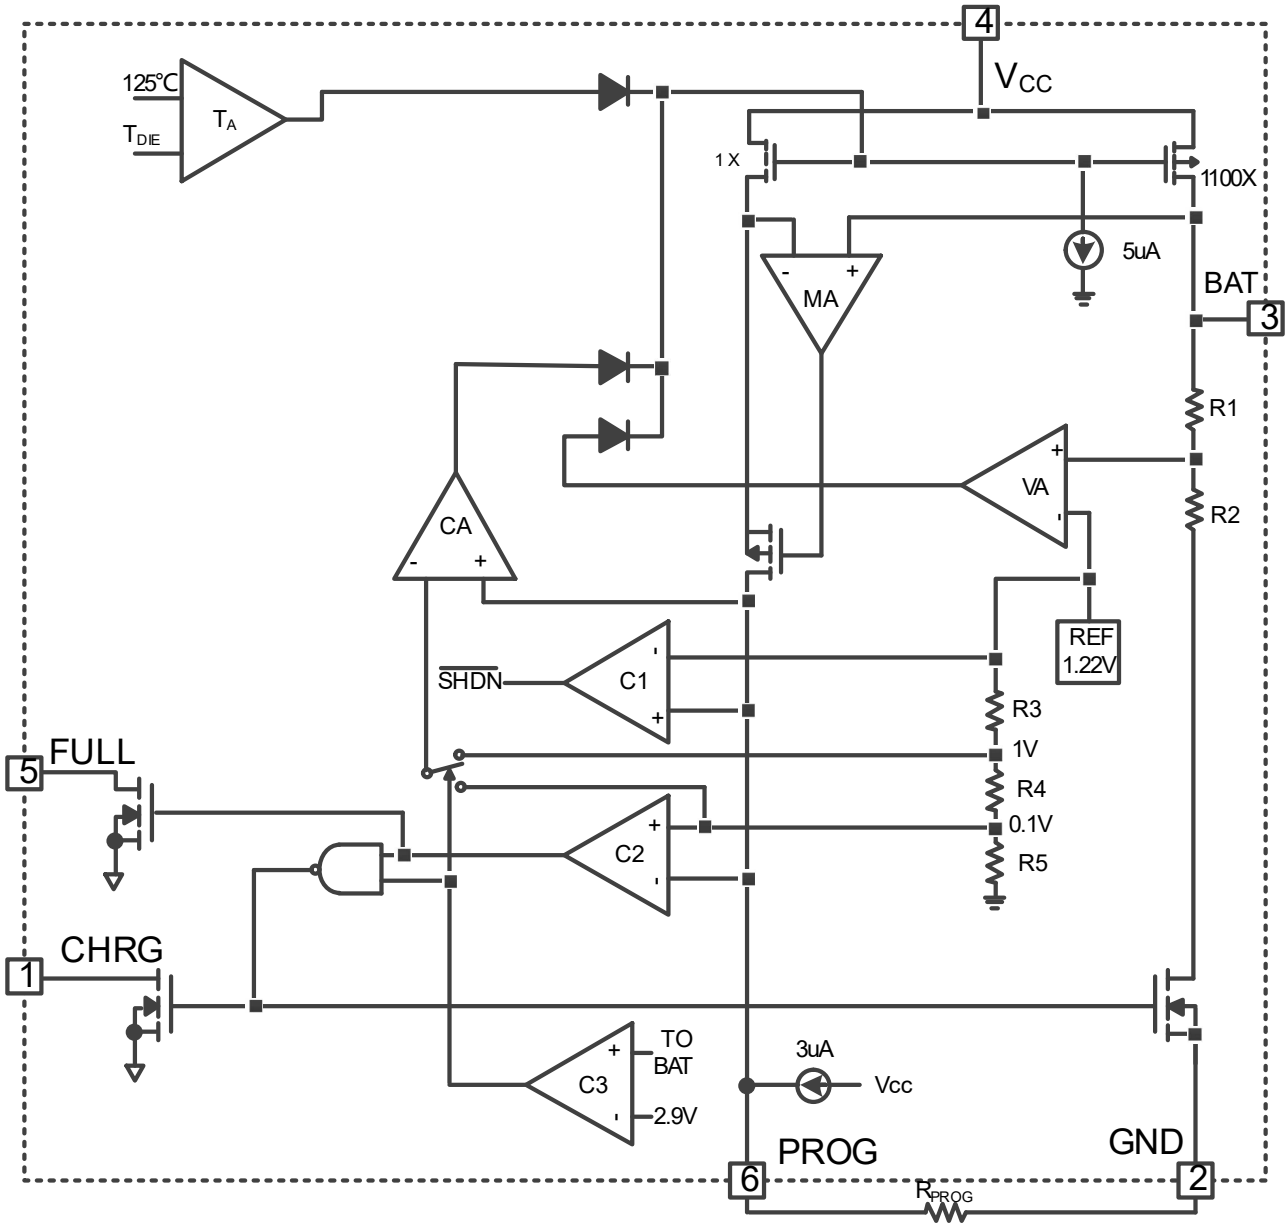 4
125℃
VCC
TA
TDIE
1 X
1100X
5uA
BAT
- +
MA
3
R1
+
VA
-
R2
CA
- +
REF
1.22V
-
SHDN
C1
+
R3
FULL
1V
5
R4
+
0.1V
C2
R5
-
CHRG
1
3uA
+
TO
BAT
C3
Vcc
-
2.9V
PROG
GND
6
2
RPROG